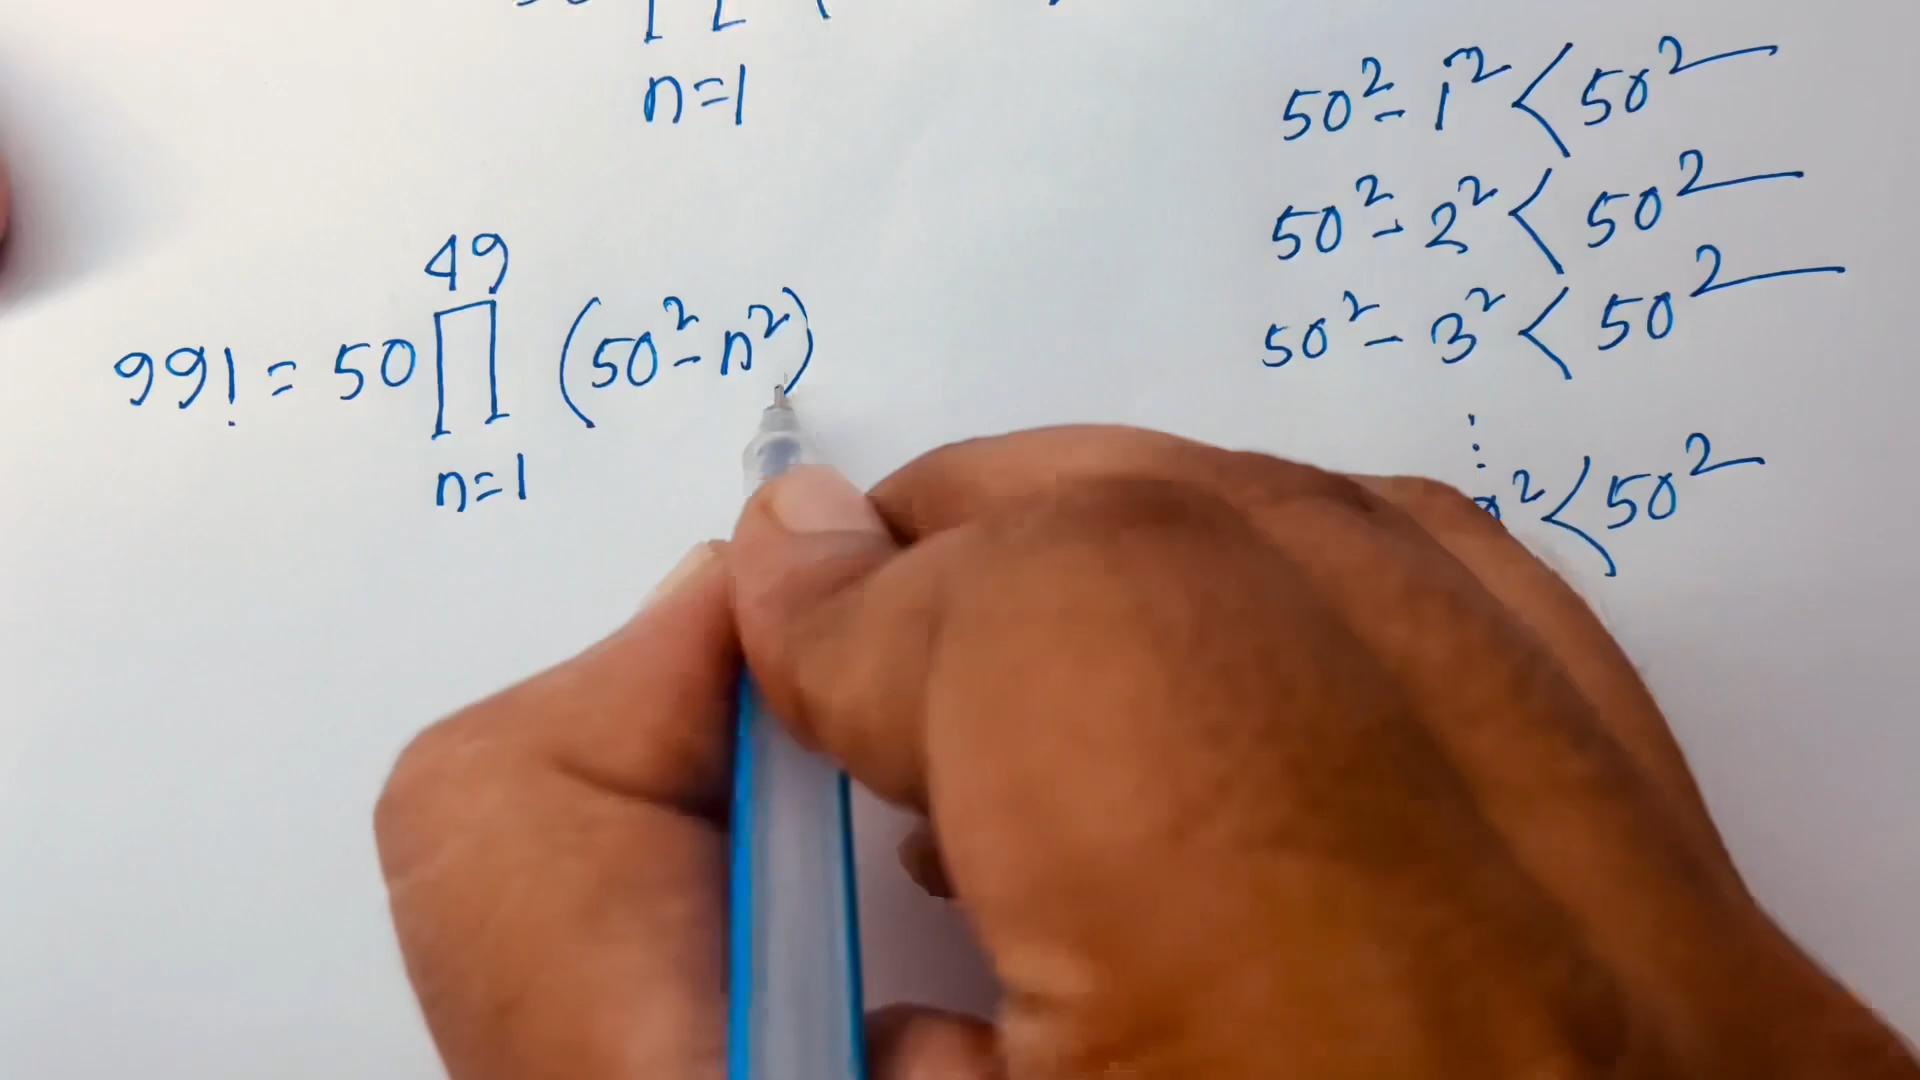 n=1
50² - 1² < 50²
50² - 2² < 50²
50² - 3² < 50²
⋮
² < 50²
49
99! = 50 ∏ (50² - n²)
n=1